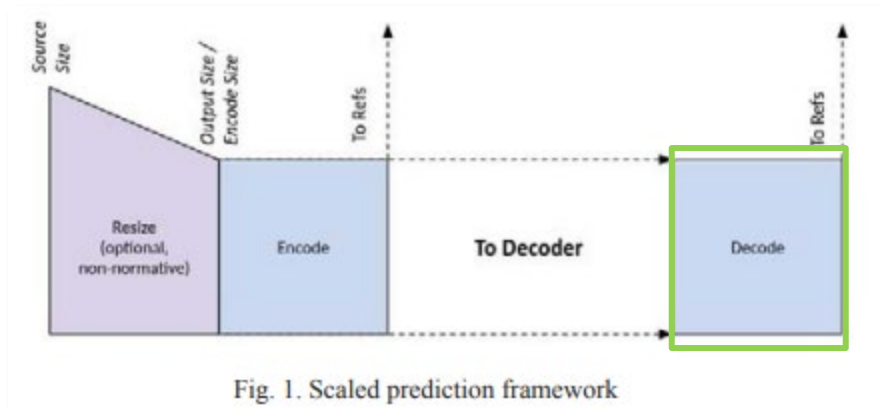 Source
Size
Output Size /
Encode Size
To Refs
To Refs
Resize
(optional,
non-normative)
Encode
To Decoder
Decode
Fig. 1. Scaled prediction framework